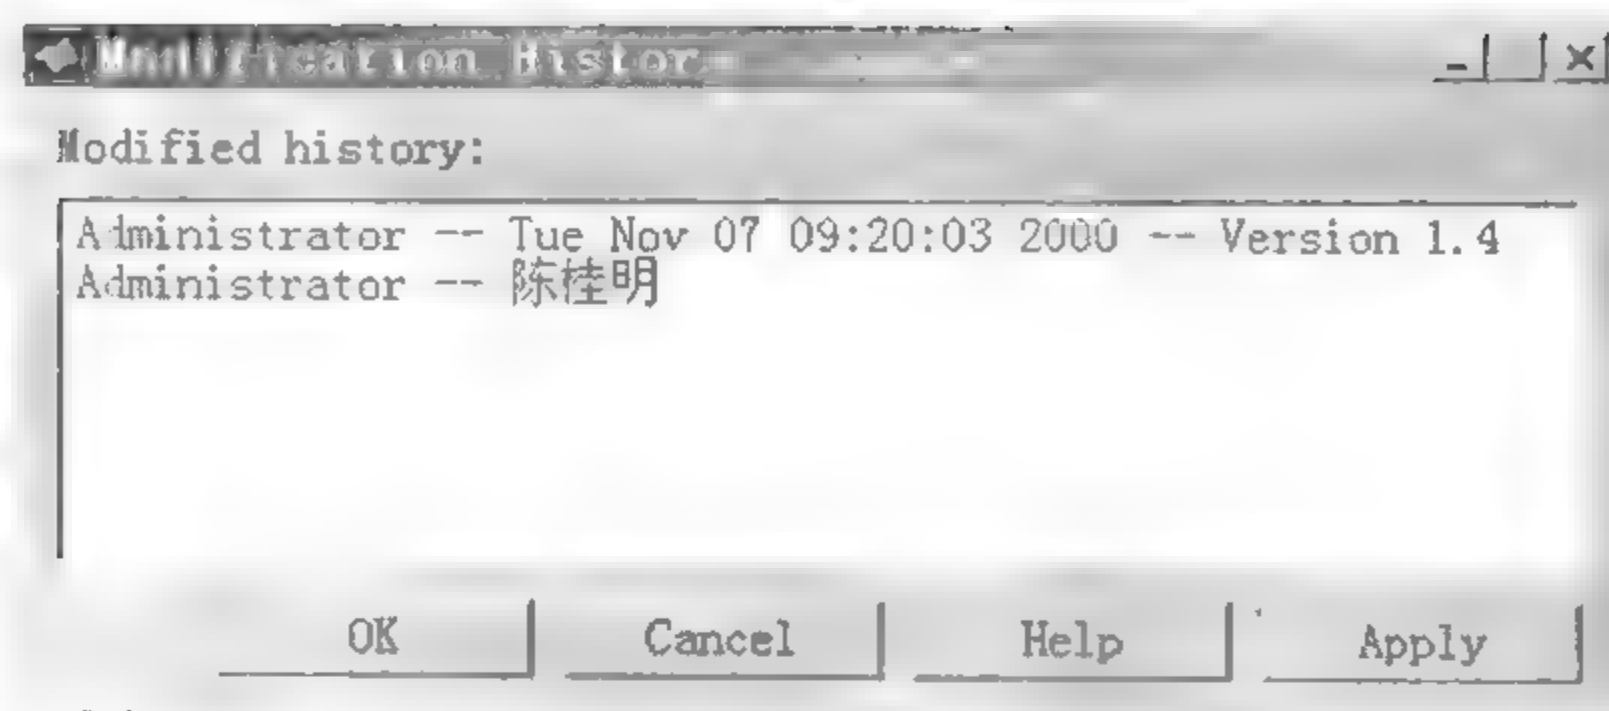 Modification History
Modified history:
Administrator -- Tue Nov 07 09:20:03 2000 -- Version 1.4
Administrator -- 陈桂明
OK Cancel Help Apply